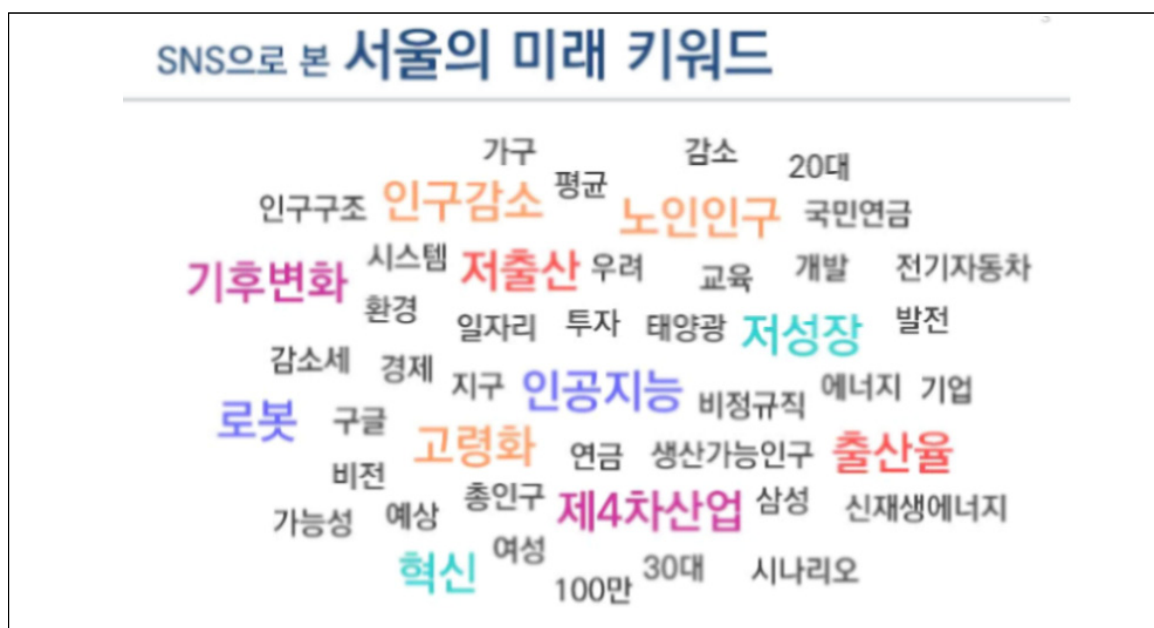 SNS으로 본 서울의 미래 키워드
가구 감소 20대
인구구조 인구감소 평균 노인인구 국민연금
기후변화 시스템 저출산 우려 교육 개발 전기자동차
환경 일자리 투자 태양광 저성장 발전
감소세 경제 지구 인공지능 비정규직 에너지 기업
로봇 구글 고령화 연금 생산가능인구 출산율
비전 총인구 제4차산업 삼성 신재생에너지
가능성 예상
혁신 여성 100만 30대 시나리오